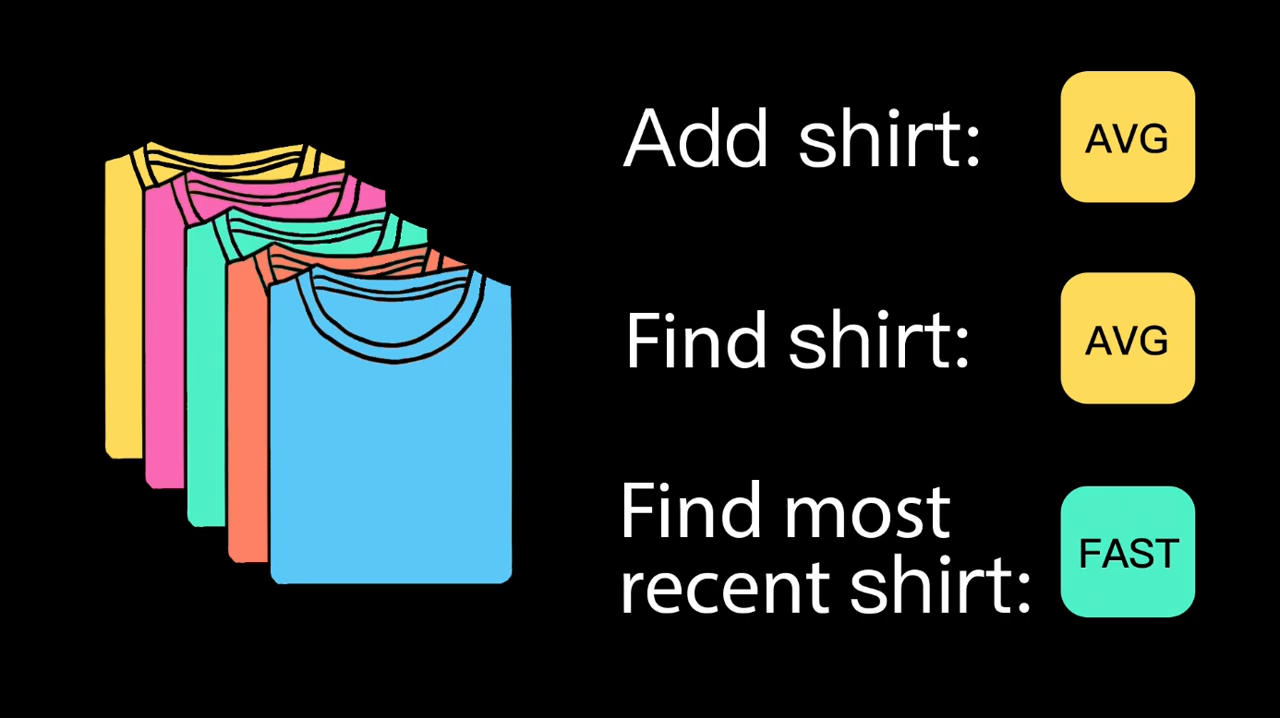 Add shirt: AVG
Find shirt: AVG
Find most
recent shirt: FAST